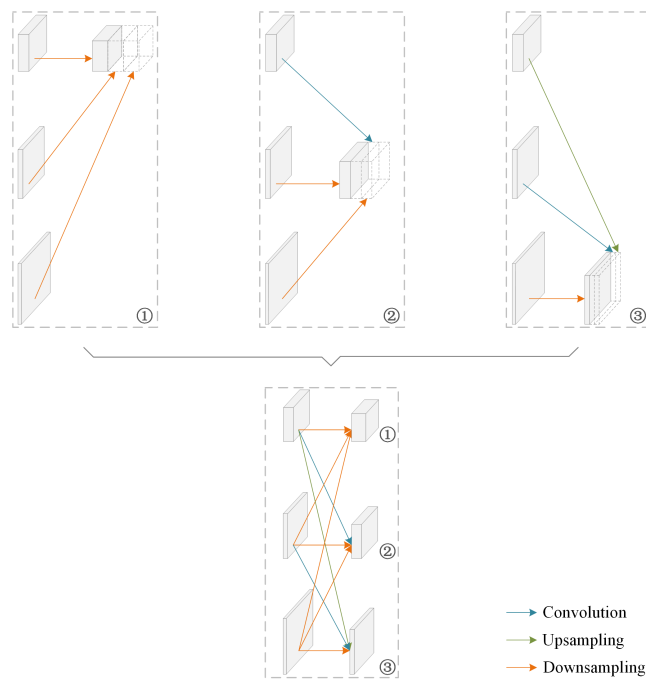 ①
②
③
①
②
③
Convolution
Upsampling
Downsampling